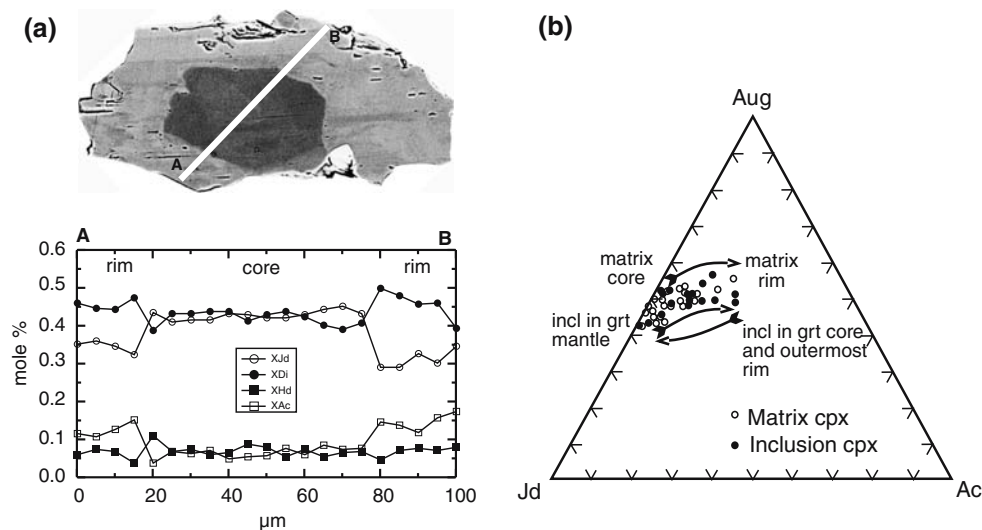 (a)
B
A
A
B
0.6
0.5
0.4
0.3
0.2
0.1
0.0
mole %
rim
core
rim
XJd
XDi
XHd
XAc
0
20
40
60
80
100
µm
(b)
Aug
matrix
core
matrix
rim
incl in grt
mantle
incl in grt core
and outermost
rim
Matrix cpx
Inclusion cpx
Jd
Ac